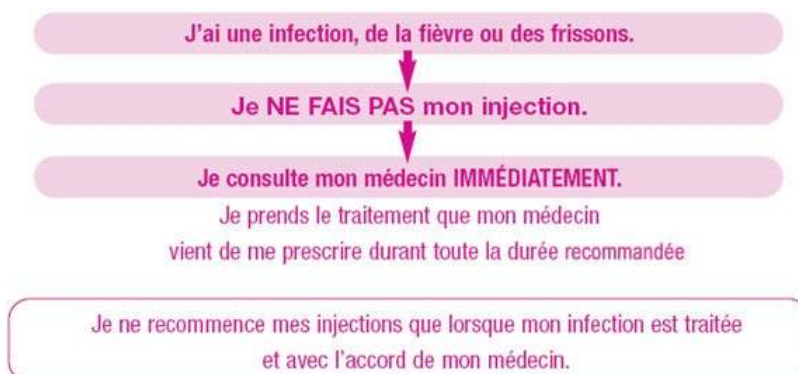 J'ai une infection, de la fièvre ou des frissons.
Je NE FAIS PAS mon injection.
Je consulte mon médecin IMMÉDIATEMENT.
Je prends le traitement que mon médecin
vient de me prescrire durant toute la durée recommandée
Je ne recommence mes injections que lorsque mon infection est traitée
et avec l'accord de mon médecin.